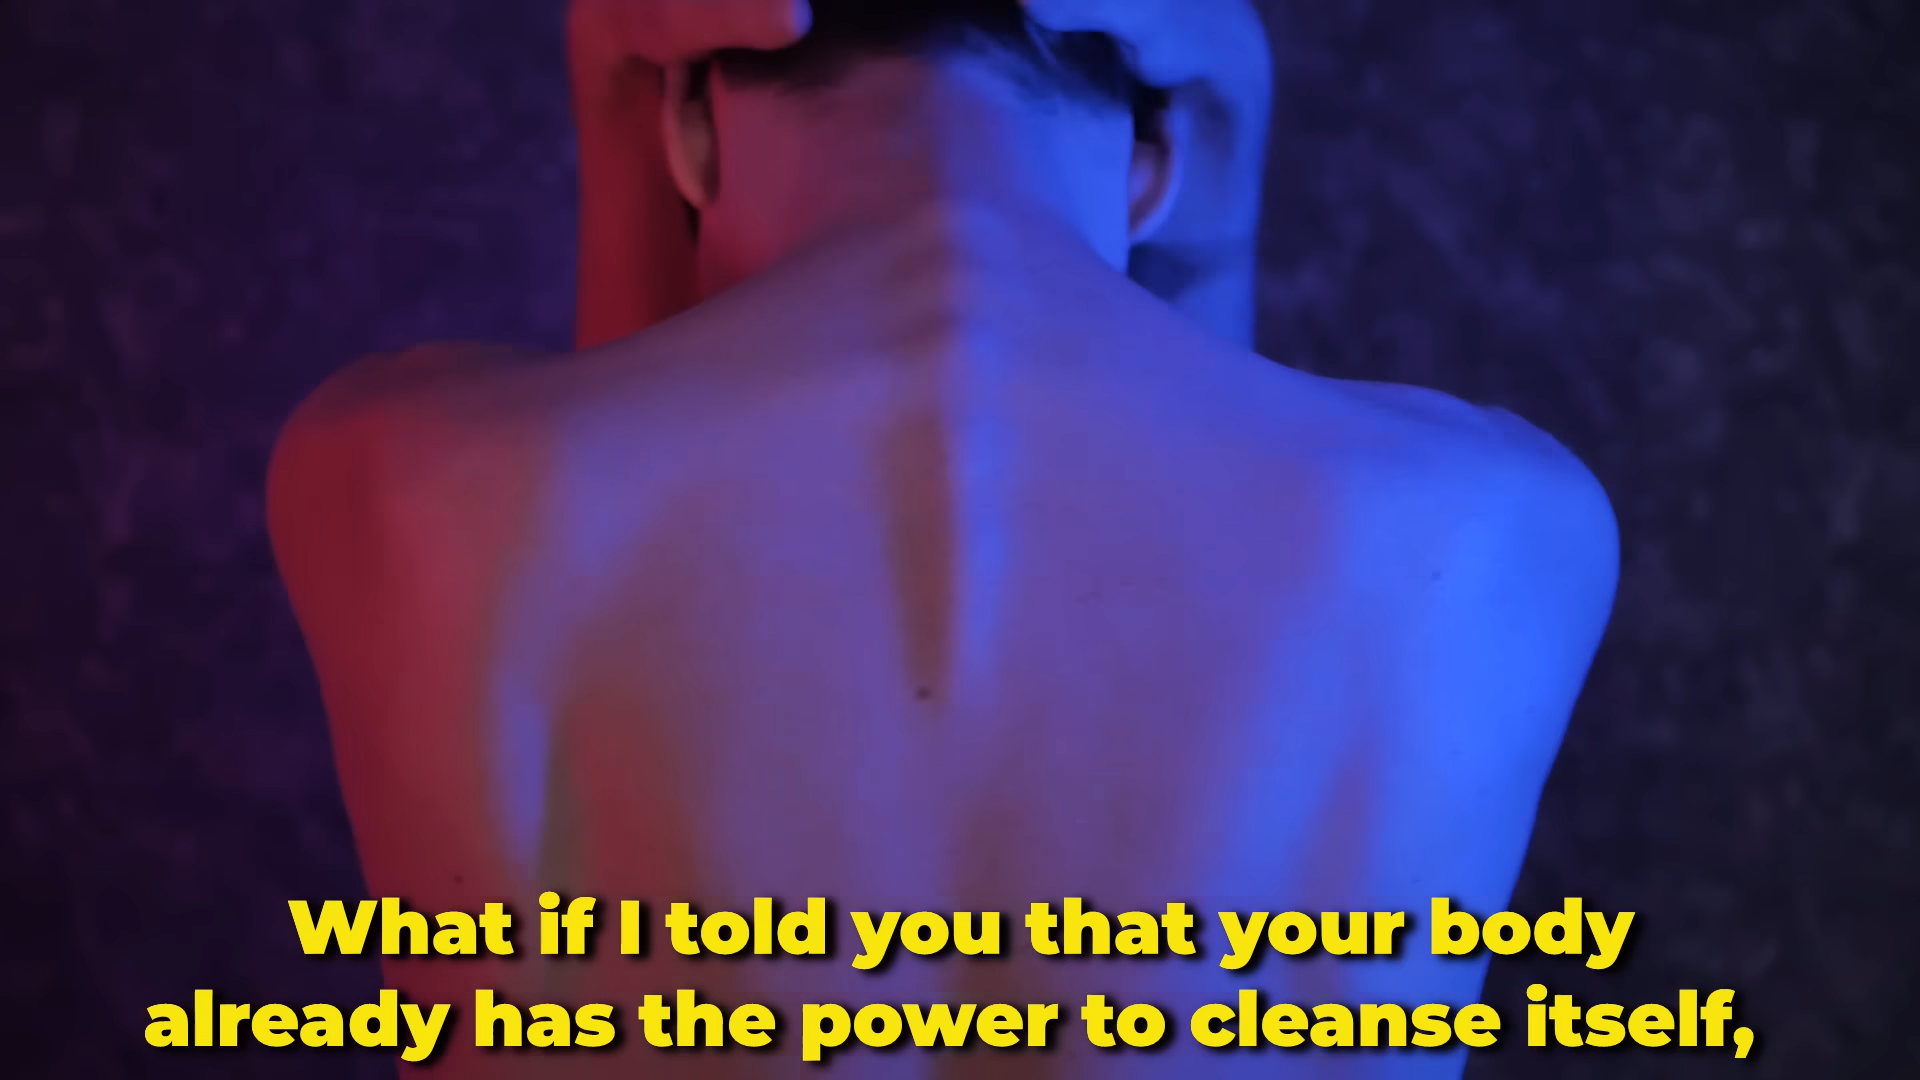 What if I told you that your body
already has the power to cleanse itself,